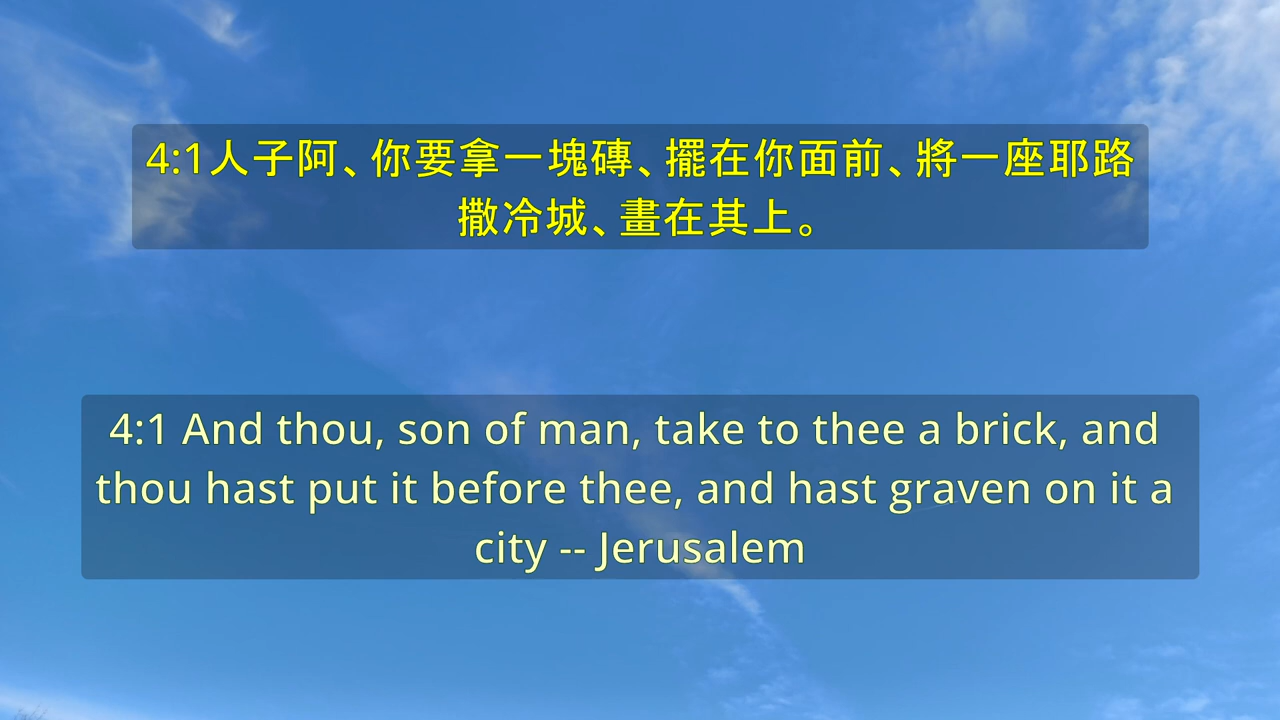 4:1人子阿、你要拿一塊磚、擺在你面前、將一座耶路
撒冷城、畫在其上。
4:1 And thou, son of man, take to thee a brick, and
thou hast put it before thee, and hast graven on it a
city -- Jerusalem